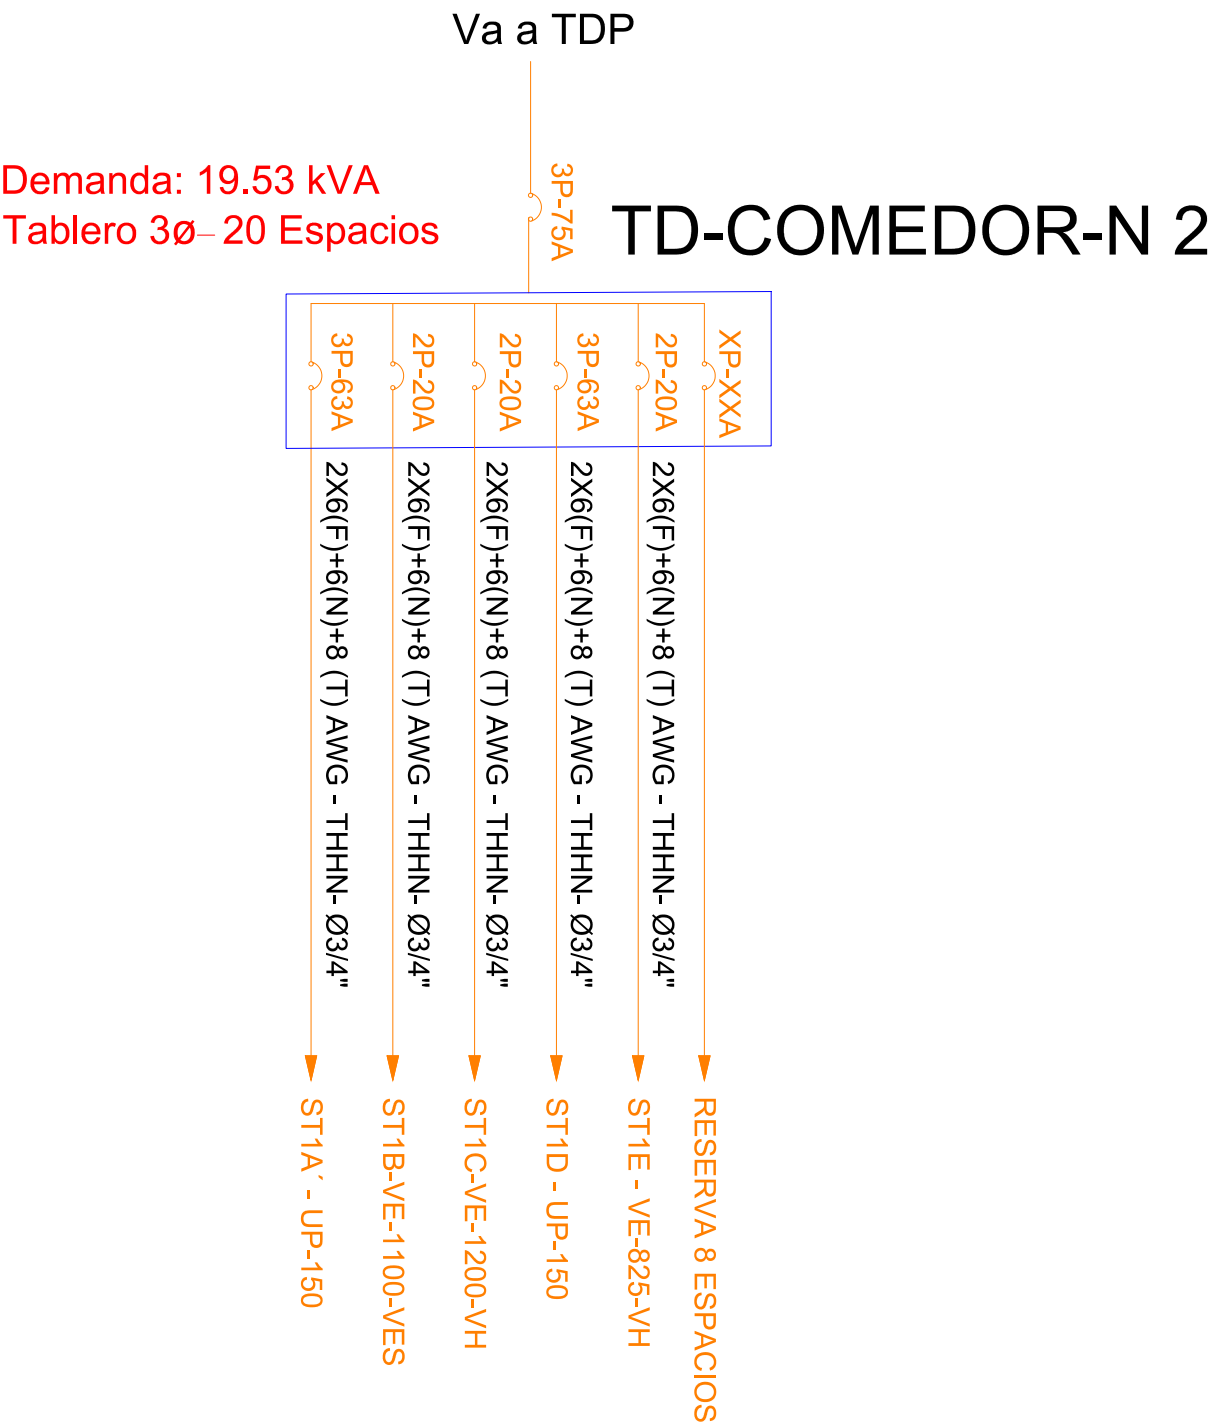 Va a TDP
Demanda: 19.53 kVA
Tablero 3ø– 20 Espacios
3P-75A
TD-COMEDOR-N 2
3P-63A
2P-20A
2P-20A
3P-63A
2P-20A
XP-XXA
2X6(F)+6(N)+8 (T) AWG - THHN- Ø3/4"
2X6(F)+6(N)+8 (T) AWG - THHN- Ø3/4"
2X6(F)+6(N)+8 (T) AWG - THHN- Ø3/4"
2X6(F)+6(N)+8 (T) AWG - THHN- Ø3/4"
2X6(F)+6(N)+8 (T) AWG - THHN- Ø3/4"
ST1A´ - UP-150
ST1B-VE-1100-VES
ST1C-VE-1200-VH
ST1D - UP-150
ST1E - VE-825-VH
RESERVA 8 ESPACIOS